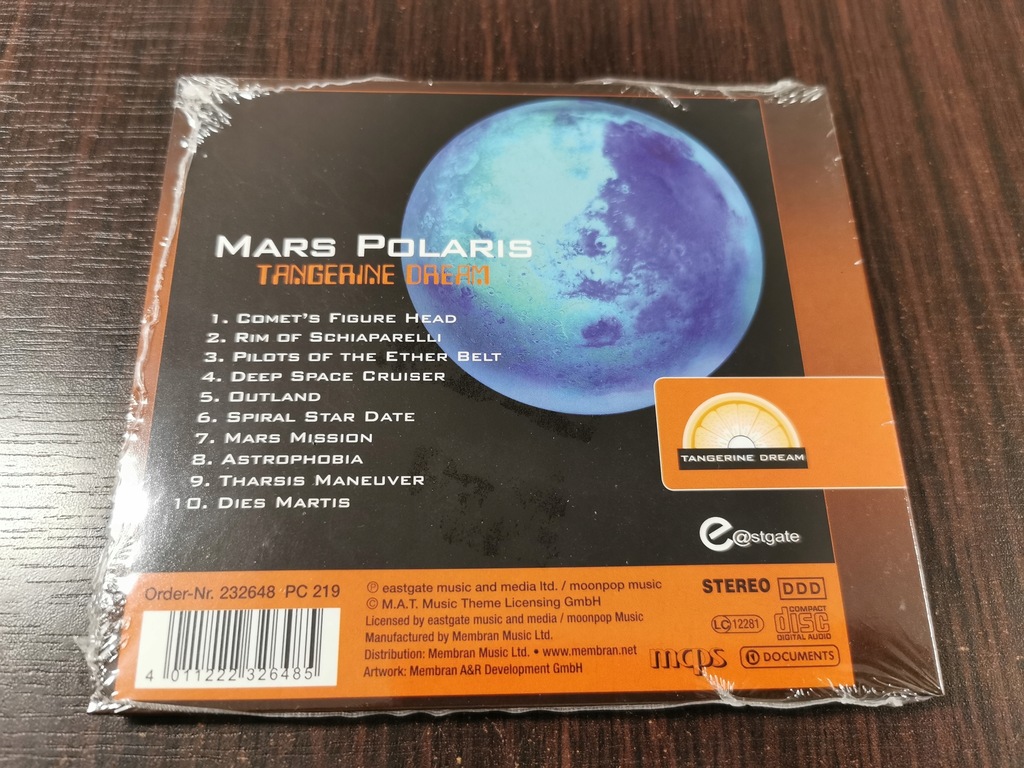 MARS POLARIS
TANGERINE DREAM
1. COMET'S FIGURE HEAD
2. RIM OF SCHIAPARELLI
3. PILOTS OF THE ETHER BELT
4. DEEP SPACE CRUISER
5. OUTLAND
6. SPIRAL STAR DATE
7. MARS MISSION
8. ASTROPHOBIA
9. THARSIS MANEUVER
10. DIES MARTIS
TANGERINE DREAM
e@stgate
Order-Nr. 232648 PC 219
4 011222 326485
℗ eastgate music and media ltd. / moonpop music
© M.A.T. Music Theme Licensing GmbH
Licensed by eastgate music and media / moonpop Music
Manufactured by Membran Music Ltd.
Distribution: Membran Music Ltd. • www.membran.net
Artwork: Membran A&R Development GmbH
STEREO DDD
LC 12281
COMPACT
disc
DIGITAL AUDIO
mcps
DOCUMENTS